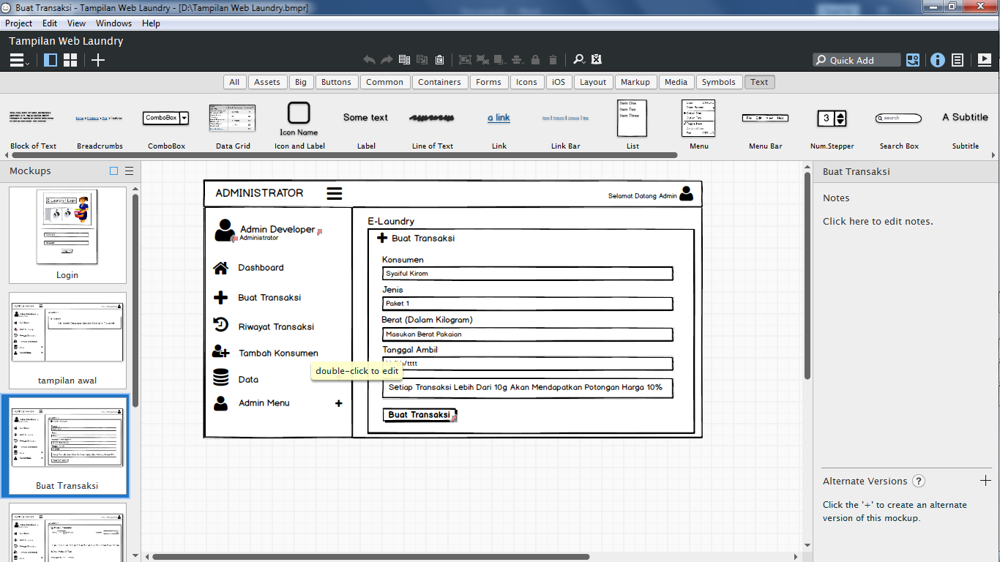 Buat Transaksi - Tampilan Web Laundry - [D:\Tampilan Web Laundry.bmpr]
Project Edit View Windows Help
Tampilan Web Laundry
Quick Add
All Assets Big Buttons Common Containers Forms Icons iOS Layout Markup Media Symbols Text
ComboBox
Icon Name
Some text
a link
Item One
Item Two
Item Three
File Edit View Help
3
search
A Subtitle
Block of Text Breadcrumbs ComboBox Data Grid Icon and Label Label Line of Text Link Link Bar List Menu Menu Bar Num.Stepper Search Box Subtitle
Mockups
E-Laundry | Login
Login
tampilan awal
Buat Transaksi
ADMINISTRATOR
Selamat Datang Admin
Admin Developer
Administrator
Dashboard
Buat Transaksi
Riwayat Transaksi
Tambah Konsumen
Data
Admin Menu
double-click to edit
E-Laundry
Buat Transaksi
Konsumen
Syaiful Kirom
Jenis
Paket 1
Berat (Dalam Kilogram)
Masukan Berat Pakaian
Tanggal Ambil
/tttt
Setiap Transaksi Lebih Dari 10g Akan Mendapatkan Potongan Harga 10%
Buat Transaksi
Buat Transaksi
Notes
Click here to edit notes.
Alternate Versions ?
Click the '+' to create an alternate
version of this mockup.